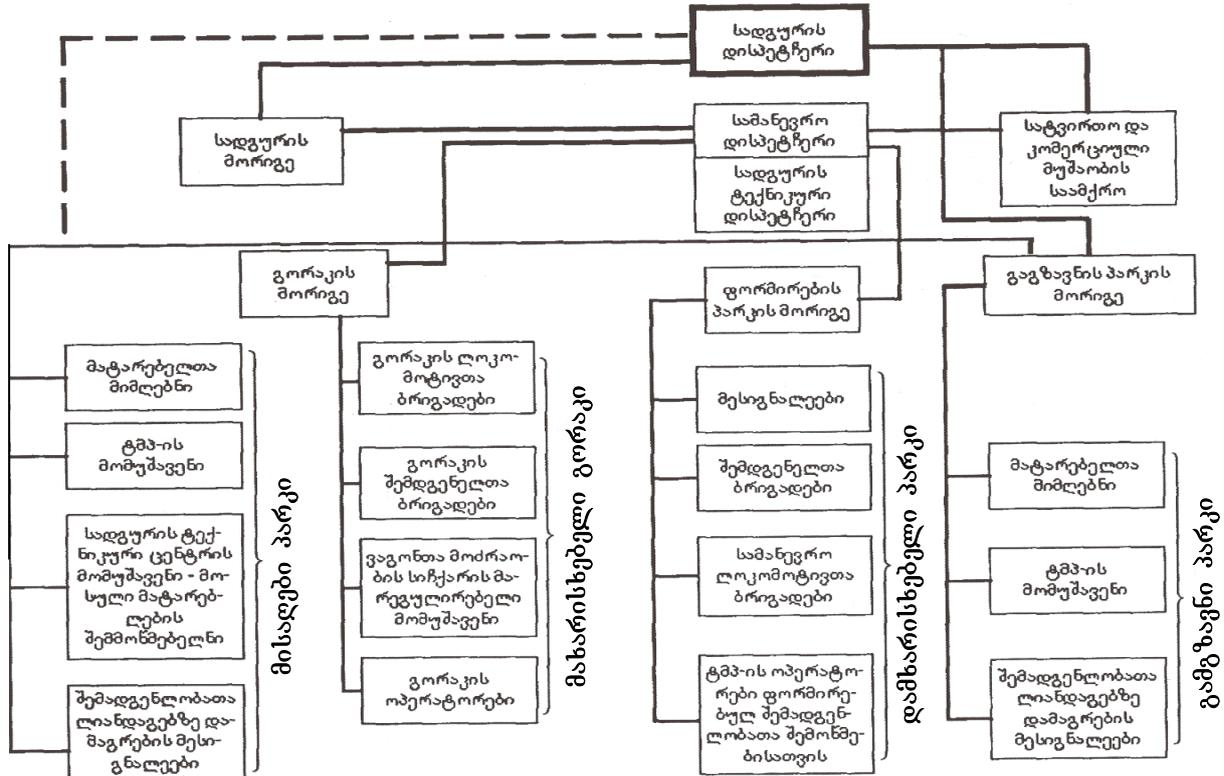 სადგურის
დისპეტჩერი
სადგურის
მორიგე
სამანევრო
დისპეტჩერი
სადგურის
ტექნიკური
დისპეტჩერი
სატვირთო და
კომერციული
მუშაობის
საამქრო
გორაკის
მორიგე
ფორმირების
პარკის მორიგე
გაგზავნის პარკის
მორიგე
მატარებელთა
მიმღებნი
ტმპ-ის
მომუშავენი
სადგურის ტექ-
ნიკური ცენტრის
მომუშავენი - მო-
სული მატარებ-
ლების
შემმოწმებელნი
შემადგენლობათა
ლიანდაგებზე და-
მაგრების მესი-
გნალეები
მისაღები პარკი
გორაკის ლოკო-
მოტივთა
ბრიგადები
გორაკის
შემდგენელთა
ბრიგადები
ვაგონთა მოძრაო-
ბის სიჩქარის მა-
რეგულირებელი
მომუშავენი
გორაკის
ოპერატორები
მახარისხებელი გორაკი
მესიგნალეები
შემდგენელთა
ბრიგადები
სამანევრო
ლოკომოტივთა
ბრიგადები
ტმპ-ის ოპერატო-
რები ფორმირე-
ბულ შემადგენ-
ლობათა შემოწმე-
ბისათვის
დამხარისხებელი პარკი
მატარებელთა
მიმღებნი
ტმპ-ის
მომუშავენი
შემადგენლობათა
ლიანდაგებზე
დამაგრების
მესიგნალეები
გამგზავნი პარკი